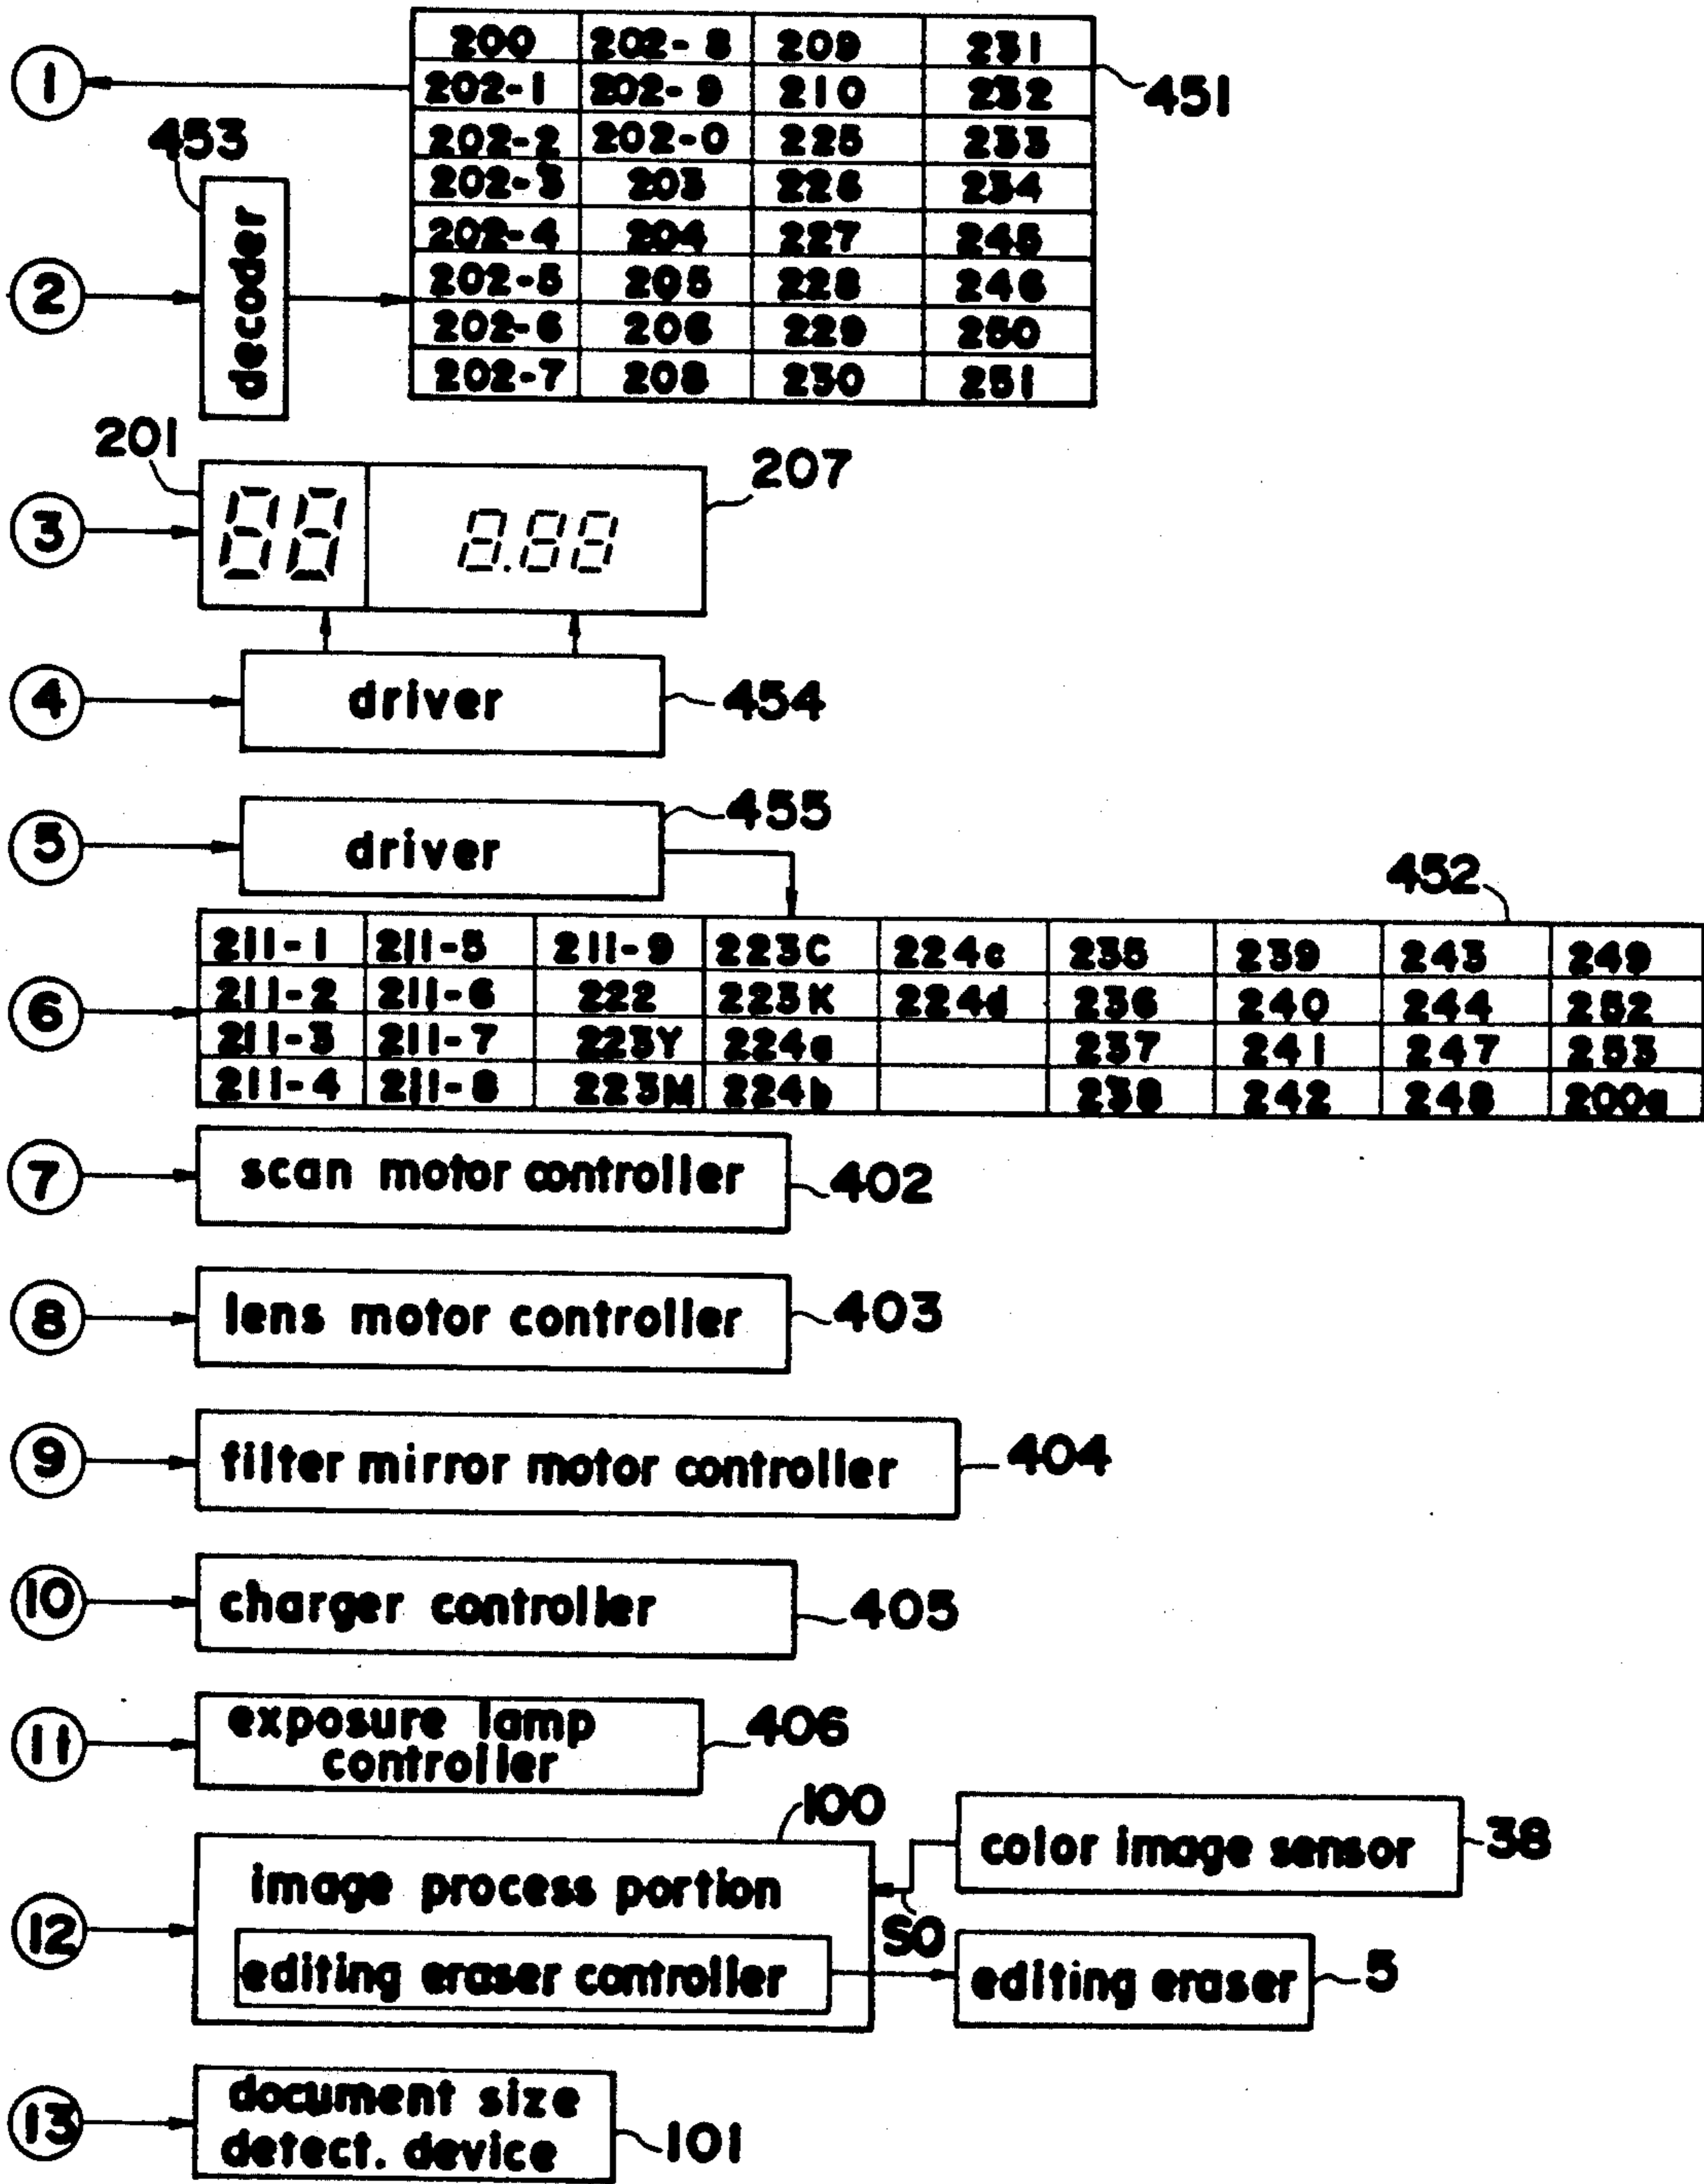 200 202-8 209 231
1 202-1 202-9 210 232 451
453 202-2 202-0 225 233
202-3 203 226 234
202-4 204 227 245
2 decoder 202-5 205 228 246
202-6 206 229 250
202-7 208 230 251
201 207
3 88 8.88
4 driver 454
5 driver 455
452
211-1 211-5 211-9 223C 224c 235 239 243 249
6 211-2 211-6 222 223K 224d 236 240 244 252
211-3 211-7 223Y 224a 237 241 247 253
211-4 211-8 223M 224b 238 242 248 200a
7 scan motor controller 402
8 lens motor controller 403
9 filter mirror motor controller 404
10 charger controller 405
11 exposure lamp 406
controller
100
color image sensor 38
image process portion
12 SO
editing eraser controller editing eraser 5
13 document size
detect. device 101